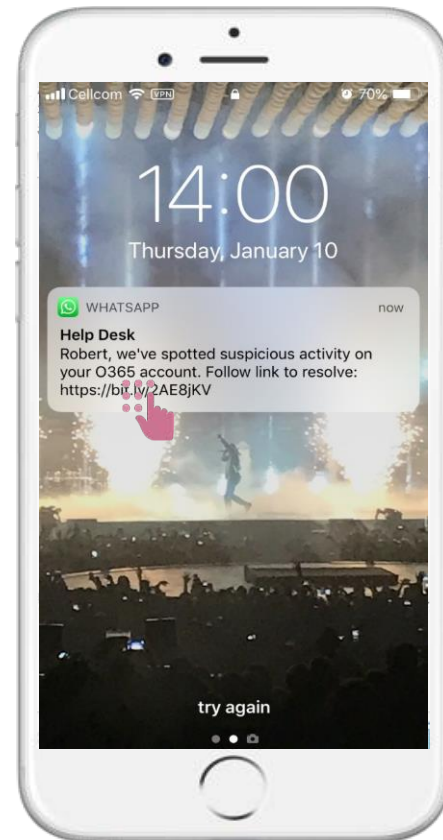 Cellcom VPN 70%
14:00
Thursday, January 10
WHATSAPP now
Help Desk
Robert, we've spotted suspicious activity on
your O365 account. Follow link to resolve:
https://bit.ly/2AE8jKV
try again